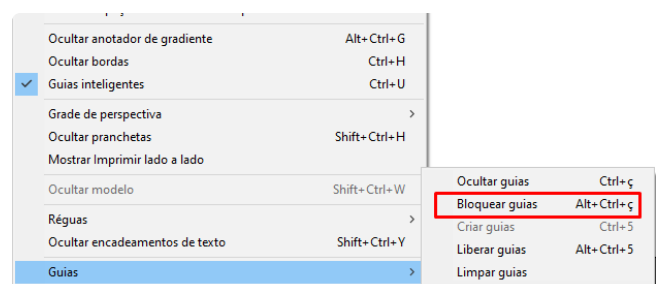 Ocultar anotador de gradiente Alt+Ctrl+G
Ocultar bordas Ctrl+H
Guias inteligentes Ctrl+U
Grade de perspectiva
Ocultar pranchetas Shift+Ctrl+H
Mostrar Imprimir lado a lado
Ocultar modelo Shift+Ctrl+W
Réguas
Ocultar encadeamentos de texto Shift+Ctrl+Y
Guias
Ocultar guias Ctrl+ç
Bloquear guias Alt+Ctrl+ç
Criar guias Ctrl+5
Liberar guias Alt+Ctrl+5
Limpar guias